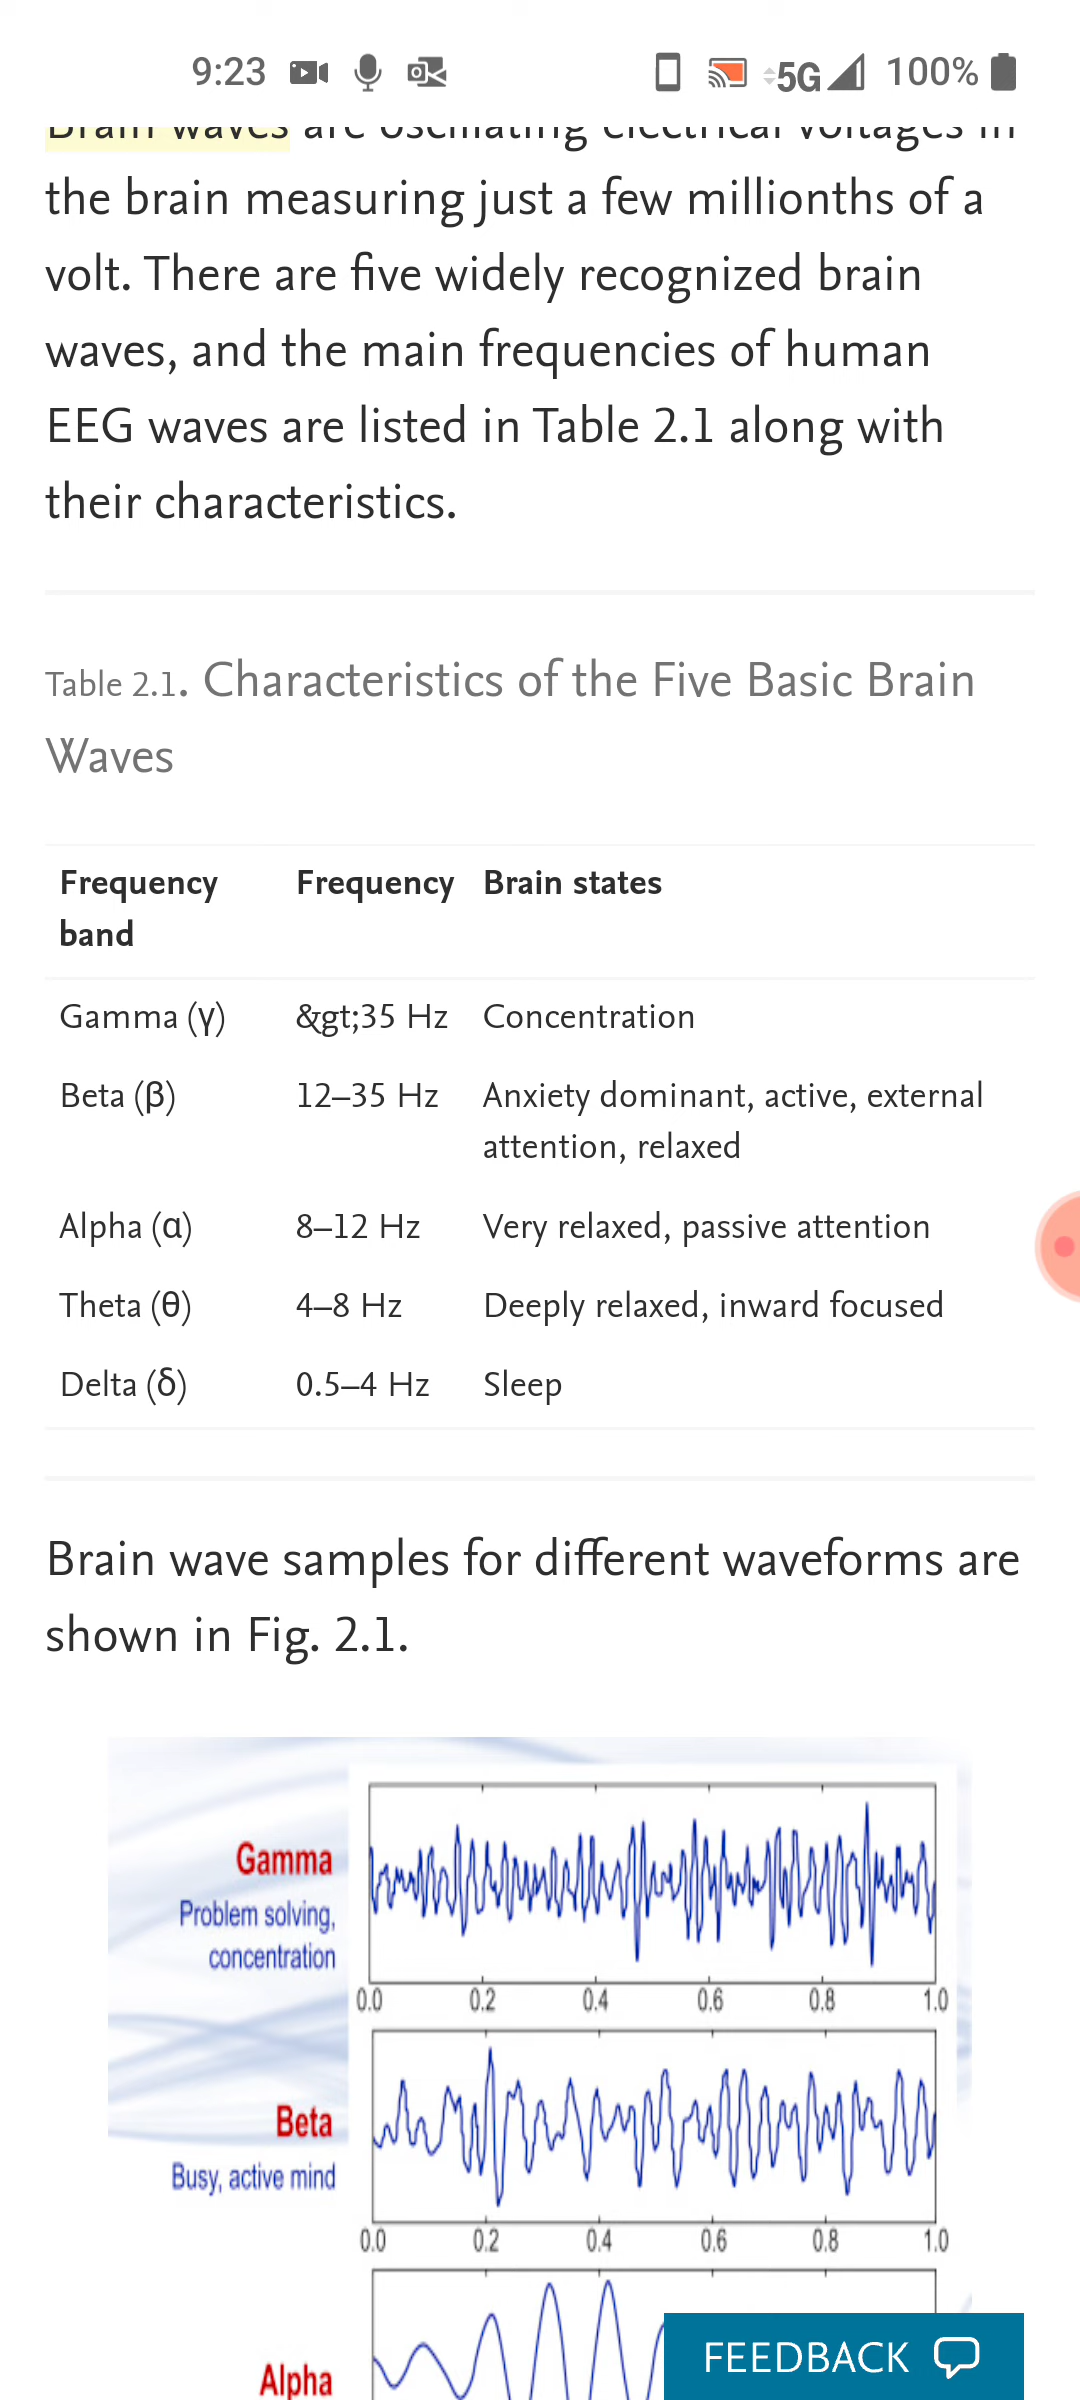 9:23 5G 100%
Brain waves are oscillating electrical voltages in
the brain measuring just a few millionths of a
volt. There are five widely recognized brain
waves, and the main frequencies of human
EEG waves are listed in Table 2.1 along with
their characteristics.
Table 2.1. Characteristics of the Five Basic Brain
Waves
Frequency band Frequency Brain states
Gamma (γ) &gt;35 Hz Concentration
Beta (β) 12–35 Hz Anxiety dominant, active, external
attention, relaxed
Alpha (α) 8–12 Hz Very relaxed, passive attention
Theta (θ) 4–8 Hz Deeply relaxed, inward focused
Delta (δ) 0.5–4 Hz Sleep
Brain wave samples for different waveforms are
shown in Fig. 2.1.
Gamma
Problem solving,
concentration
0.0 0.2 0.4 0.6 0.8 1.0
Beta
Busy, active mind
0.0 0.2 0.4 0.6 0.8 1.0
Alpha
FEEDBACK